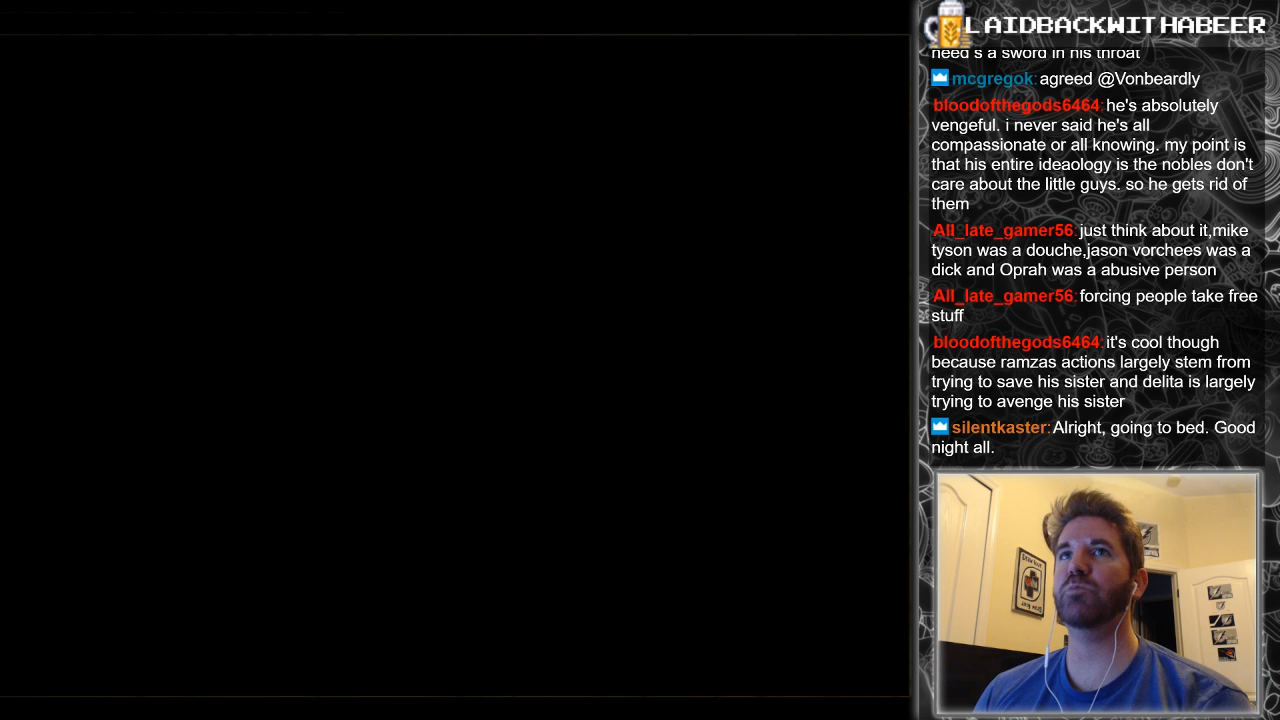 LAIDBACKWITHABEER
need s a sword in his throat
mcgregok: agreed @Vonbeardly
bloodofthegods6464: he's absolutely
vengeful. i never said he's all
compassionate or all knowing. my point is
that his entire ideaology is the nobles don't
care about the little guys. so he gets rid of
them
All_late_gamer56: just think about it,mike
tyson was a douche,jason vorchees was a
dick and Oprah was a abusive person
All_late_gamer56: forcing people take free
stuff
bloodofthegods6464: it's cool though
because ramzas actions largely stem from
trying to save his sister and delita is largely
trying to avenge his sister
silentkaster: Alright, going to bed. Good
night all.